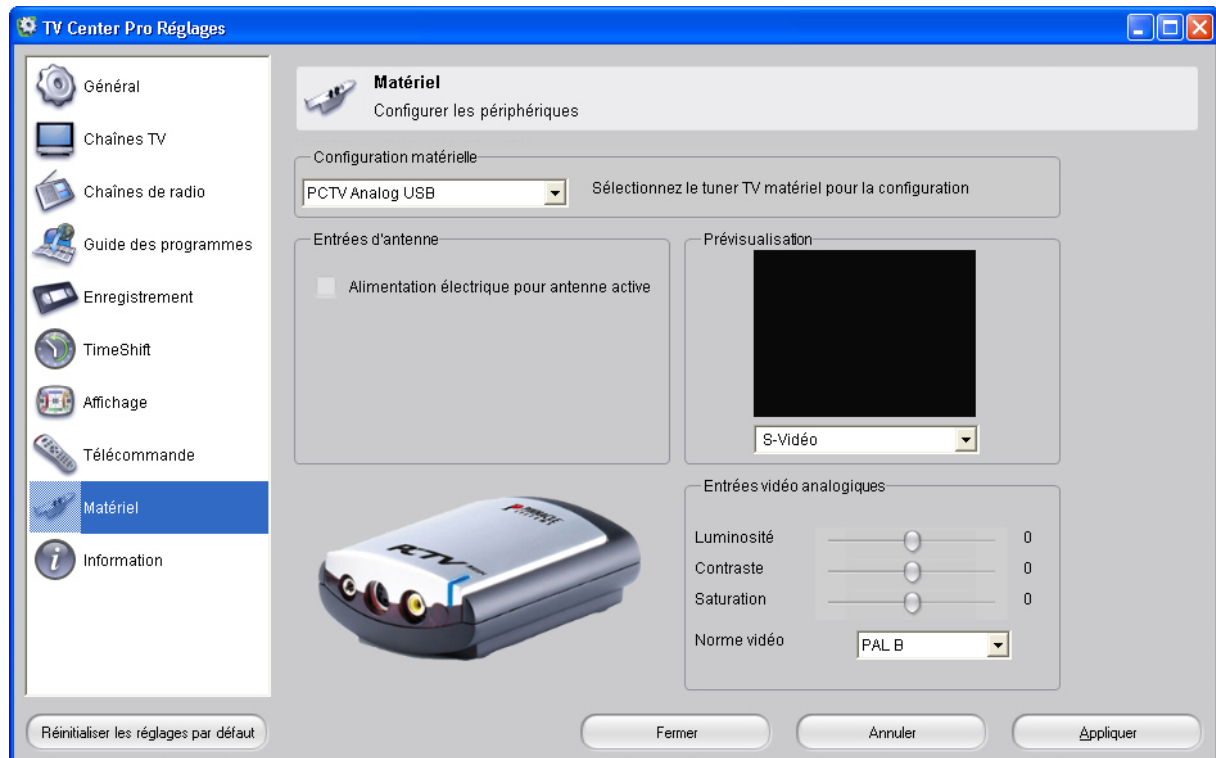 TV Center Pro Réglages
Général
Chaînes TV
Chaînes de radio
Guide des programmes
Enregistrement
TimeShift
Affichage
Télécommande
Matériel
Information
Réinitialiser les réglages par défaut
Matériel
Configurer les périphériques
Configuration matérielle
PCTV Analog USB
Sélectionnez le tuner TV matériel pour la configuration
Entrées d'antenne
Alimentation électrique pour antenne active
Prévisualisation
S-Vidéo
PINNACLE
PCTV
Entrées vidéo analogiques
Luminosité 0
Contraste 0
Saturation 0
Norme vidéo PAL B
Fermer
Annuler
Appliquer